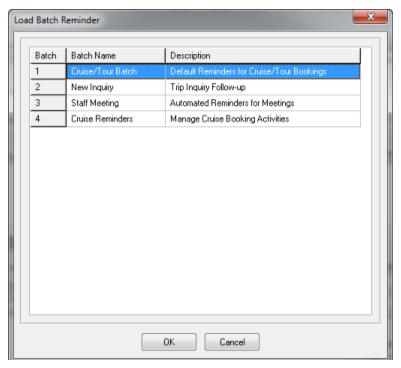 Load Batch Reminder
Batch Batch Name Description
1 Cruise/Tour Batch Default Reminders for Cruise/Tour Bookings
2 New Inquiry Trip Inquiry Follow-up
3 Staff Meeting Automated Reminders for Meetings
4 Cruise Reminders Manage Cruise Booking Activities
OK Cancel